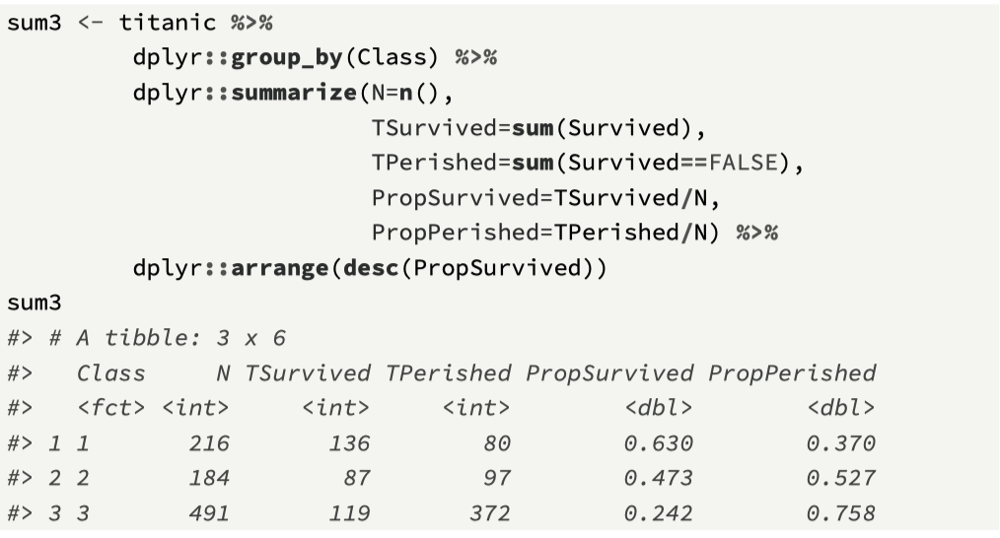 sum3 <- titanic %>%
dplyr::group_by(Class) %>%
dplyr::summarize(N=n(),
TSurvived=sum(Survived),
TPerished=sum(Survived==FALSE),
PropSurvived=TSurvived/N,
PropPerished=TPerished/N) %>%
dplyr::arrange(desc(PropSurvived))
sum3
#> # A tibble: 3 x 6
#>   Class     N TSurvived TPerished PropSurvived PropPerished
#>   <fct> <int>     <int>     <int>        <dbl>        <dbl>
#> 1 1       216       136        80        0.630        0.370
#> 2 2       184        87        97        0.473        0.527
#> 3 3       491       119       372        0.242        0.758